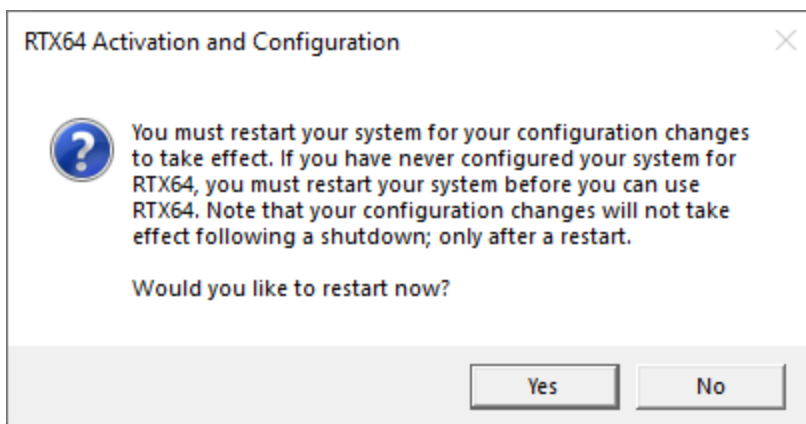 RTX64 Activation and Configuration
?
You must restart your system for your configuration changes
to take effect. If you have never configured your system for
RTX64, you must restart your system before you can use
RTX64. Note that your configuration changes will not take
effect following a shutdown; only after a restart.
Would you like to restart now?
Yes
No